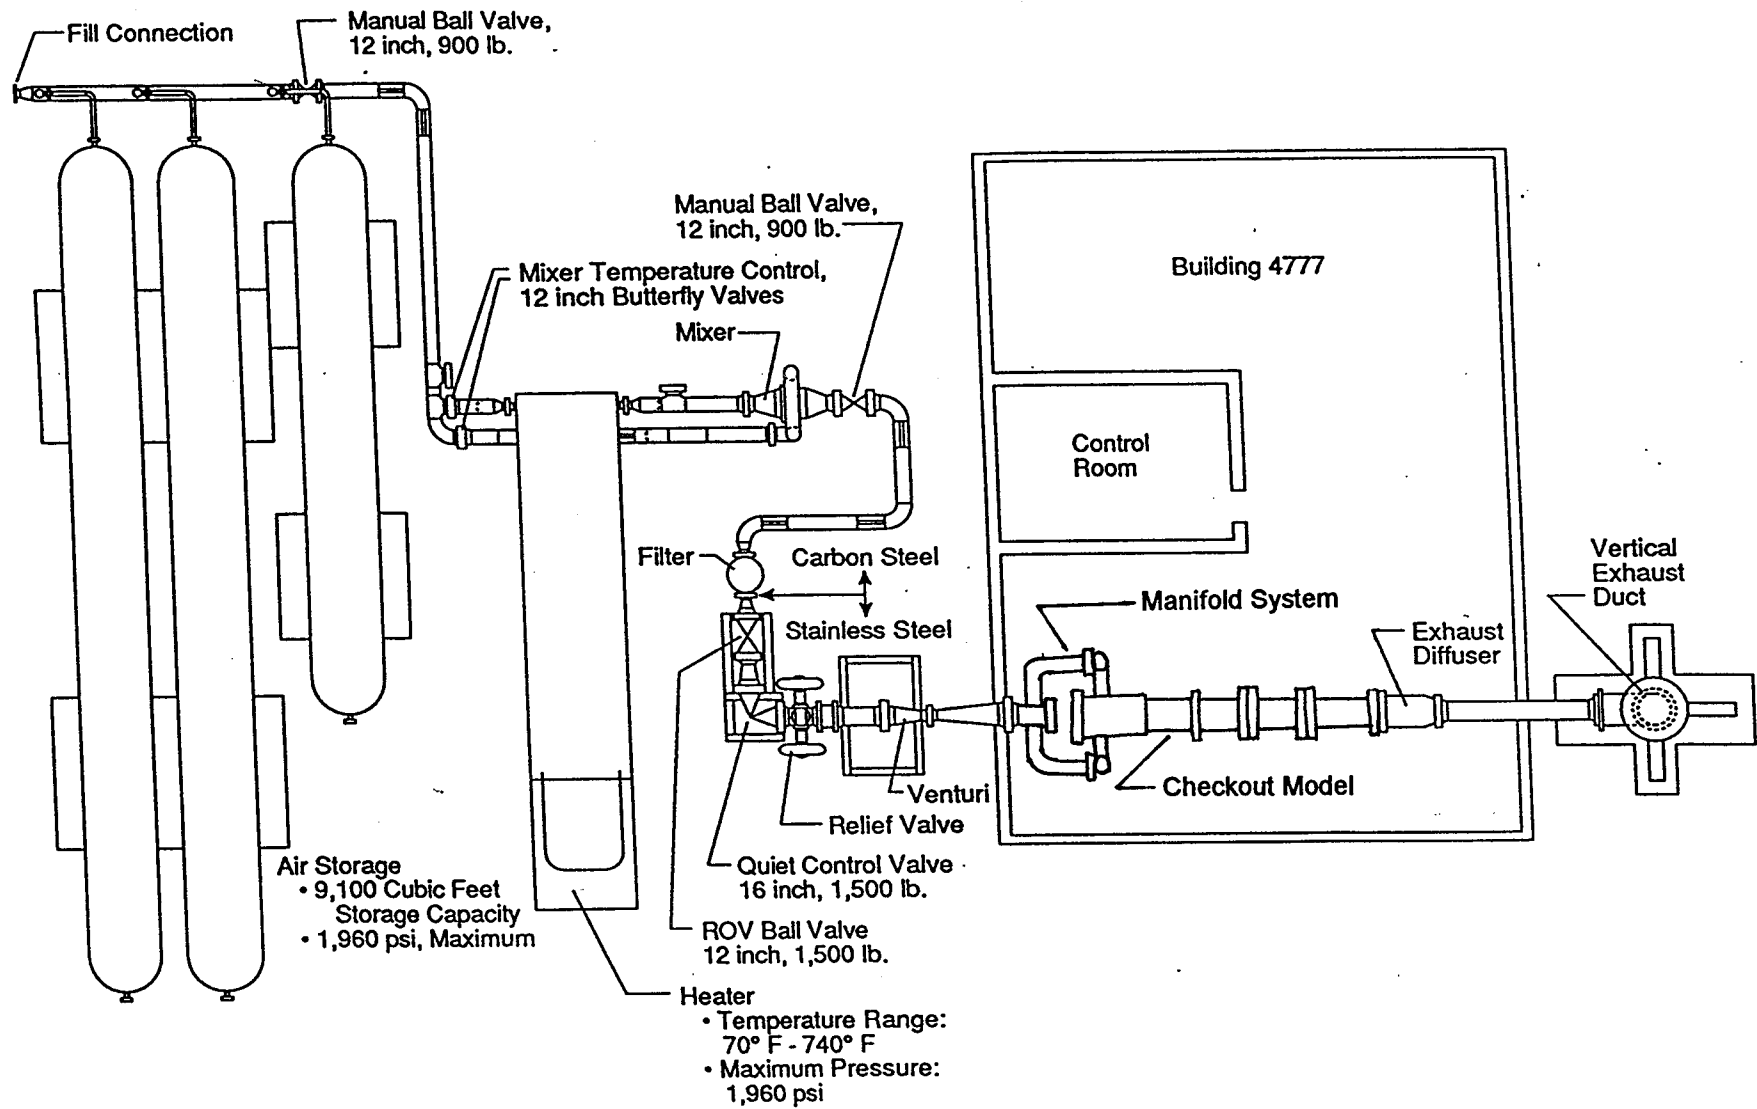 Fill Connection
Manual Ball Valve,
12 inch, 900 lb.
Manual Ball Valve,
12 inch, 900 lb.
Mixer Temperature Control,
12 inch Butterfly Valves
Mixer
Building 4777
Control
Room
Filter
Carbon Steel
Stainless Steel
Manifold System
Exhaust
Diffuser
Vertical
Exhaust
Duct
Venturi
Checkout Model
Relief Valve
Quiet Control Valve
16 inch, 1,500 lb.
Air Storage
• 9,100 Cubic Feet
Storage Capacity
• 1,960 psi, Maximum
ROV Ball Valve
12 inch, 1,500 lb.
Heater
• Temperature Range:
70° F - 740° F
• Maximum Pressure:
1,960 psi